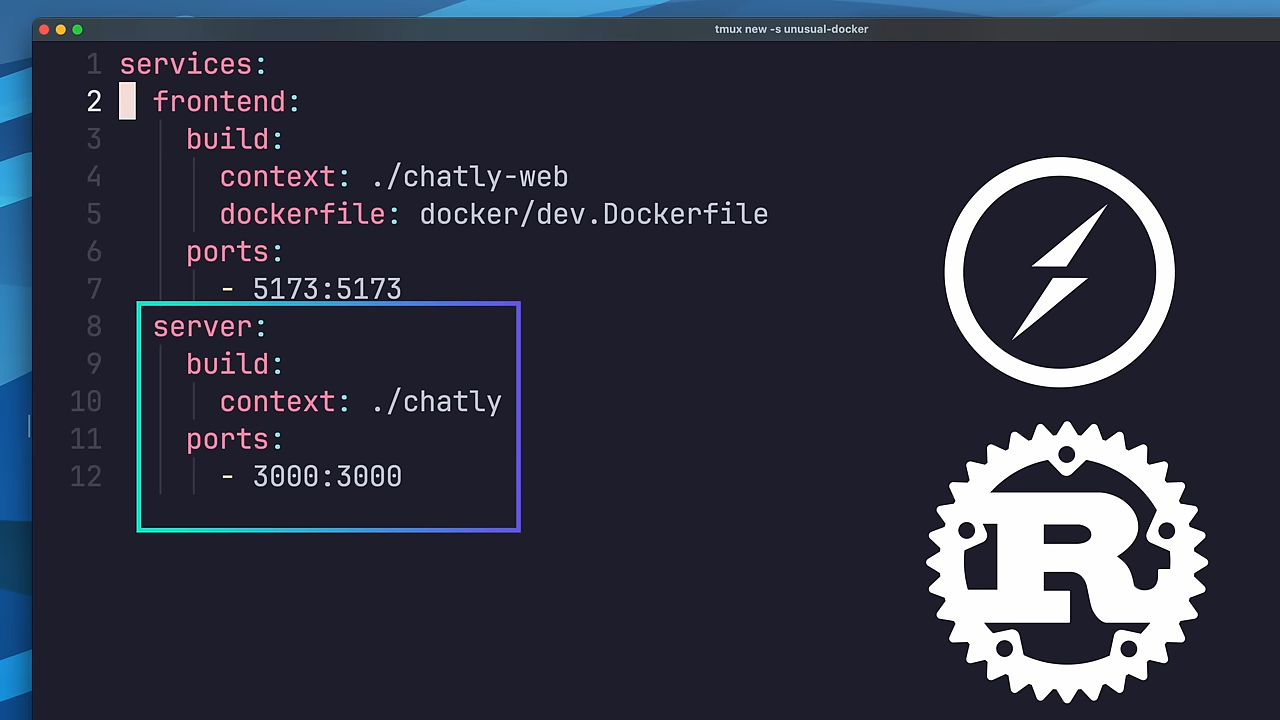 tmux new -s unusual-docker
1 services:
2 frontend:
3 build:
4 context: ./chatly-web
5 dockerfile: docker/dev.Dockerfile
6 ports:
7 - 5173:5173
8 server:
9 build:
10 context: ./chatly
11 ports:
12 - 3000:3000
R